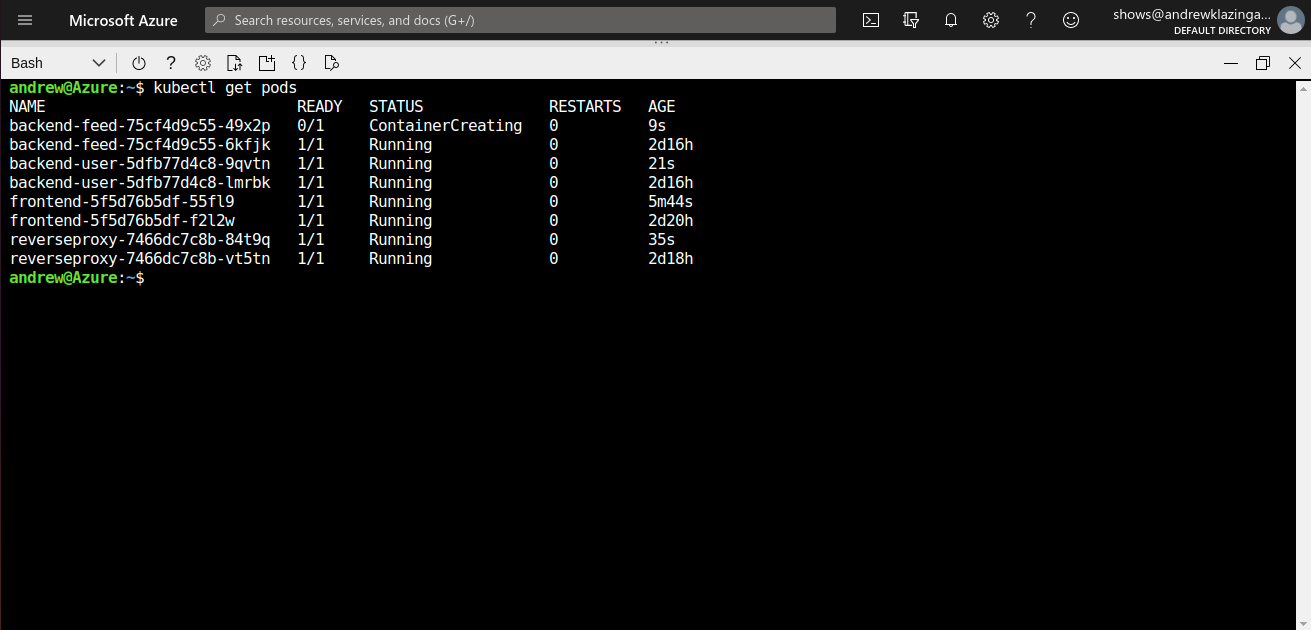 Microsoft Azure
Search resources, services, and docs (G+/)
shows@andrewklazinga...
DEFAULT DIRECTORY
Bash
andrew@Azure:~$ kubectl get pods
NAME READY STATUS RESTARTS AGE
backend-feed-75cf4d9c55-49x2p 0/1 ContainerCreating 0 9s
backend-feed-75cf4d9c55-6kfjk 1/1 Running 0 2d16h
backend-user-5dfb77d4c8-9qvtn 1/1 Running 0 21s
backend-user-5dfb77d4c8-lmrbk 1/1 Running 0 2d16h
frontend-5f5d76b5df-55fl9 1/1 Running 0 5m44s
frontend-5f5d76b5df-f2l2w 1/1 Running 0 2d20h
reverseproxy-7466dc7c8b-84t9q 1/1 Running 0 35s
reverseproxy-7466dc7c8b-vt5tn 1/1 Running 0 2d18h
andrew@Azure:~$